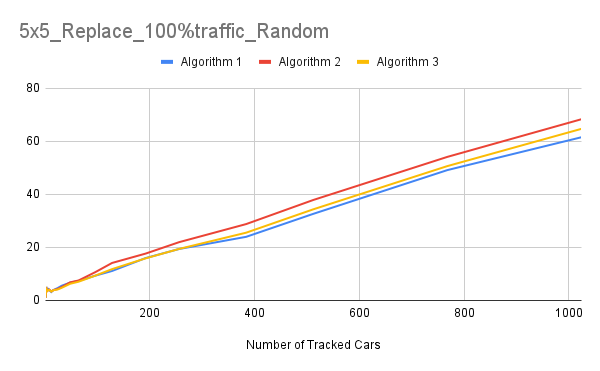 5x5_Replace_100%traffic_Random
Algorithm 1 Algorithm 2 Algorithm 3
80
60
40
20
0
200 400 600 800 1000
Number of Tracked Cars